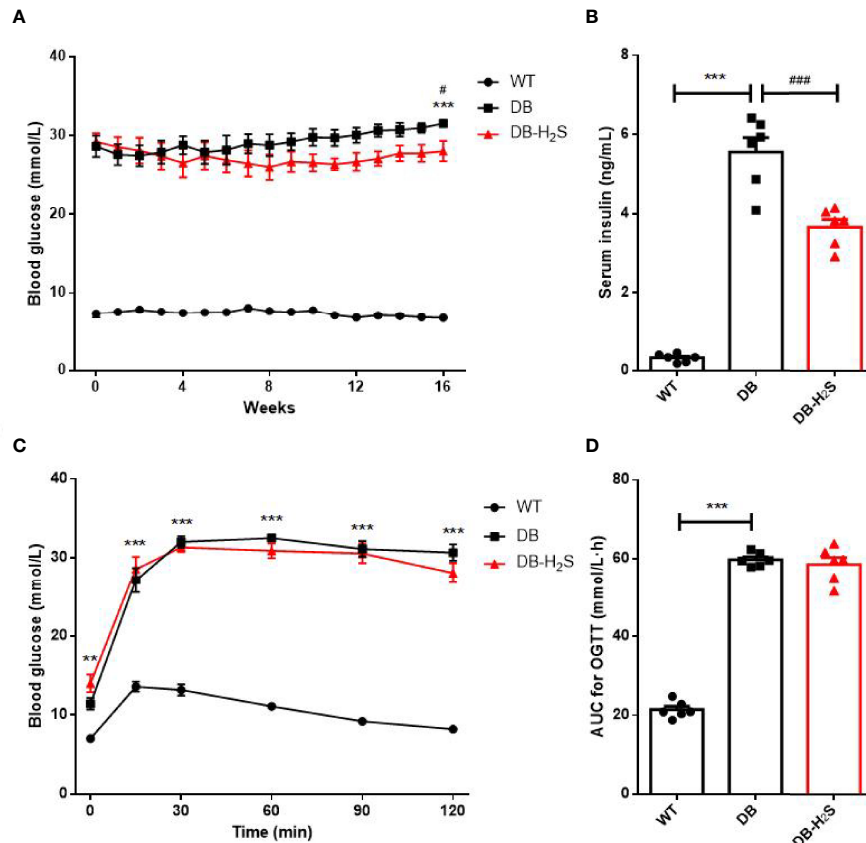 A
Blood glucose (mmol/L)
40
30
20
10
0
0 4 8 12 16
Weeks
WT
DB
DB-H₂S
#
***
B
Serum insulin (ng/mL)
8
6
4
2
0
*** ###
WT DB DB-H₂S
C
Blood glucose (mmol/L)
40
30
20
10
0
** *** *** *** *** ***
0 30 60 90 120
Time (min)
WT
DB
DB-H₂S
D
AUC for OGTT (mmol/L·h)
80
60
40
20
0
***
WT DB DB-H₂S